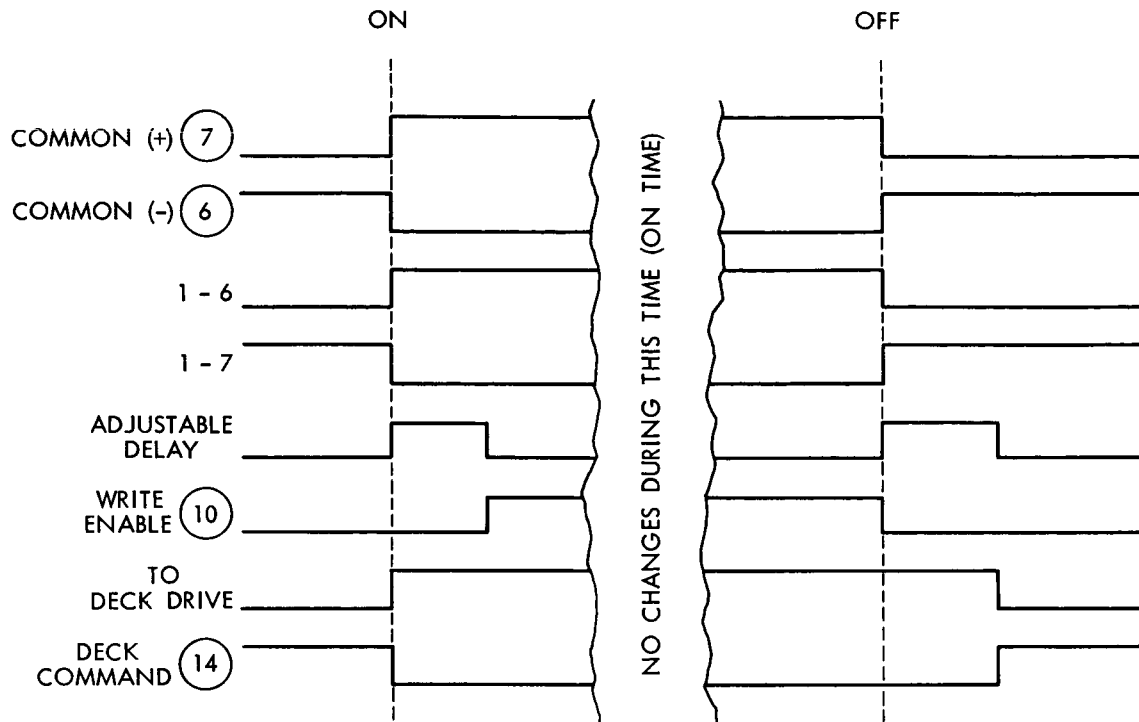 ON OFF
COMMON (+) 7
COMMON (-) 6
1 - 6
1 - 7
ADJUSTABLE
DELAY
WRITE
ENABLE 10
TO
DECK DRIVE
DECK
COMMAND 14
NO CHANGES DURING THIS TIME (ON TIME)